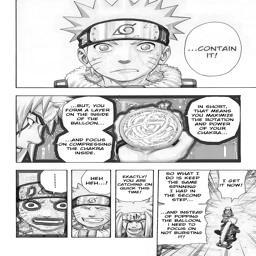 ...CONTAIN
IT!
IN SHORT,
THAT MEANS
YOU MAXIMIZE
THE ROTATION
AND POWER
OF YOUR
CHAKRA...
...BUT, YOU
FORM A LAYER
ON THE
INSIDE
OF THE
BALLOON...
...AND FOCUS
ON
COMPRESSING
THE CHAKRA
INSIDE.
I GET
IT NOW!
SO WHAT I
DO IS KEEP
THE SAME
SPINNING
I HAD IN
THE SECOND
STEP...
...AND INSTEAD
OF POPPING
THE BALLOON,
I NEED TO
FOCUS ON NOT
BURSTING
IT!
EXACTLY!
YOU ARE
CATCHING ON
QUICK THIS
TIME!
HEH
HEH...!